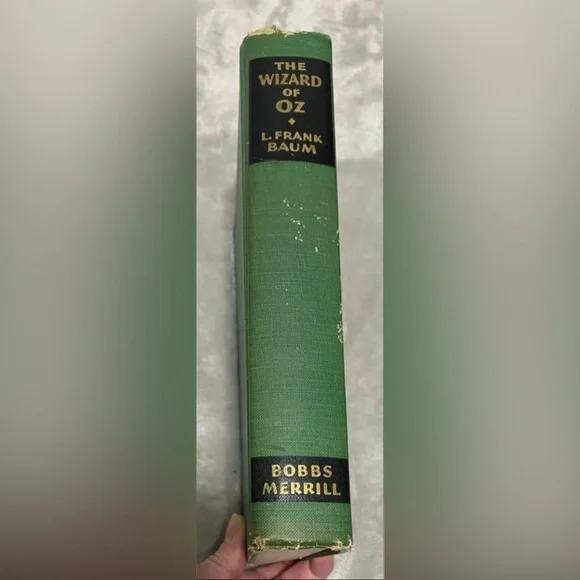 THE
WIZARD
OF
OZ
L. FRANK
BAUM
BOBBS
MERRILL